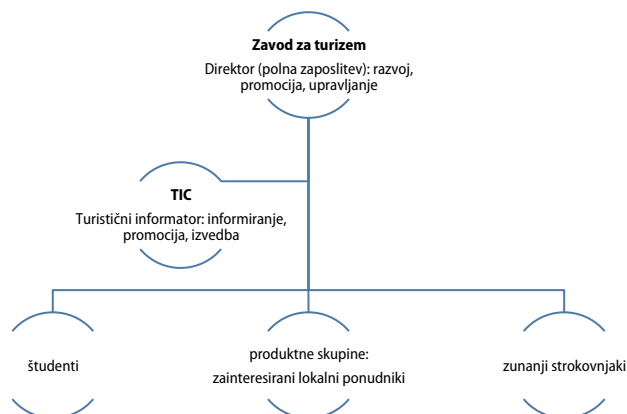 Zavod za turizem
Direktor (polna zaposlitev): razvoj,
promocija, upravljanje
TIC
Turistični informator: informiranje,
promocija, izvedba
študenti
produktne skupine:
zainteresirani lokalni ponudniki
zunanji strokovnjaki